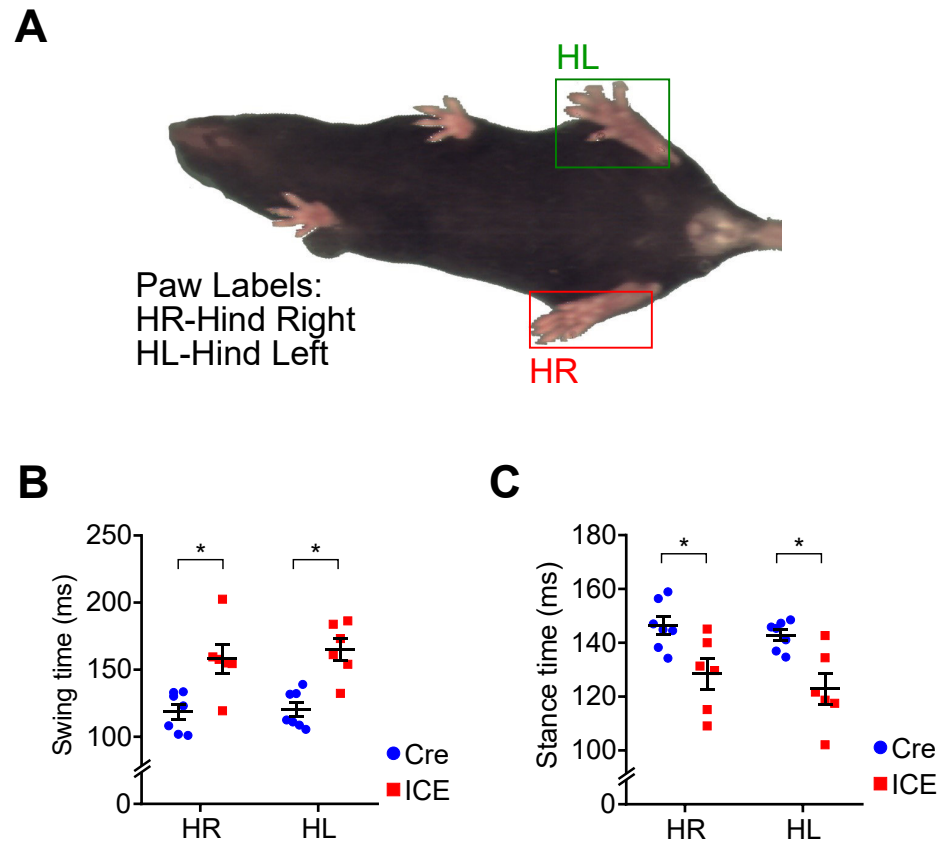 A
HL
Paw Labels:
HR-Hind Right
HL-Hind Left
HR
B
Swing time (ms)
250
200
150
100
0
* *
HR HL
Cre
ICE
C
Stance time (ms)
180
160
140
120
100
0
* *
HR HL
Cre
ICE